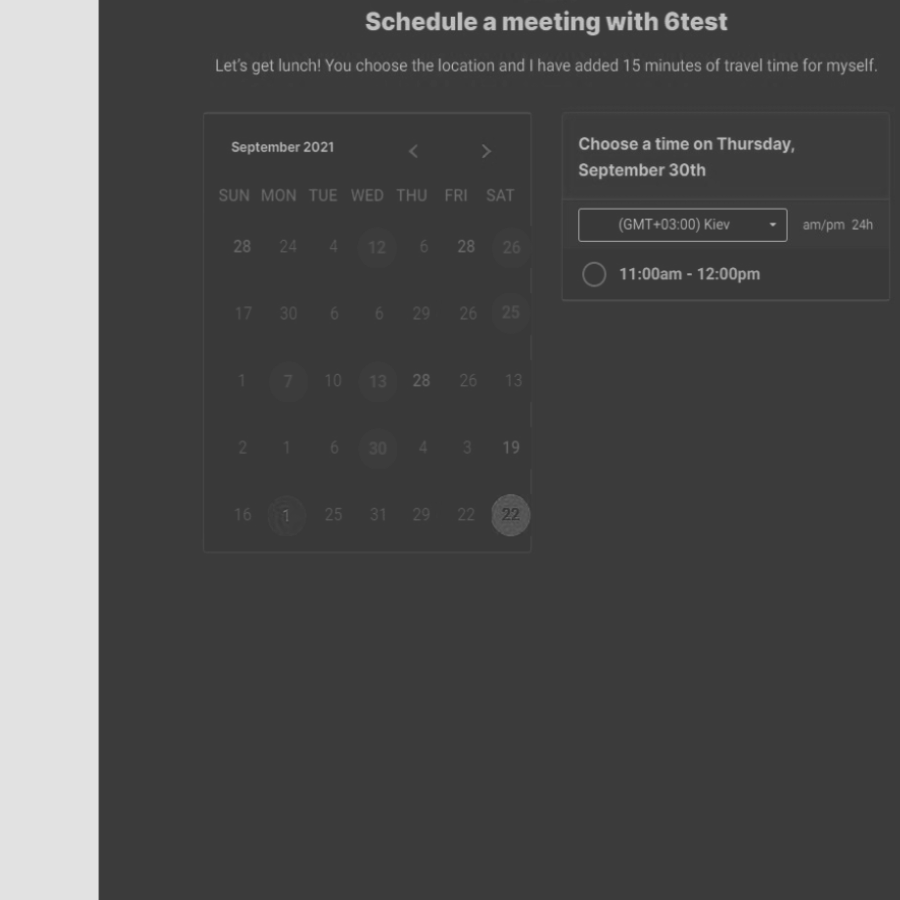 Schedule a meeting with 6test
Let's get lunch! You choose the location and I have added 15 minutes of travel time for myself.
September 2021
SUN MON TUE WED THU FRI SAT
28 24 4 12 6 28 26
17 30 6 6 29 26 25
1 7 10 13 28 26 13
2 1 6 30 4 3 19
16 1 25 31 29 22 22
Choose a time on Thursday,
September 30th
(GMT+03:00) Kiev am/pm 24h
11:00am - 12:00pm